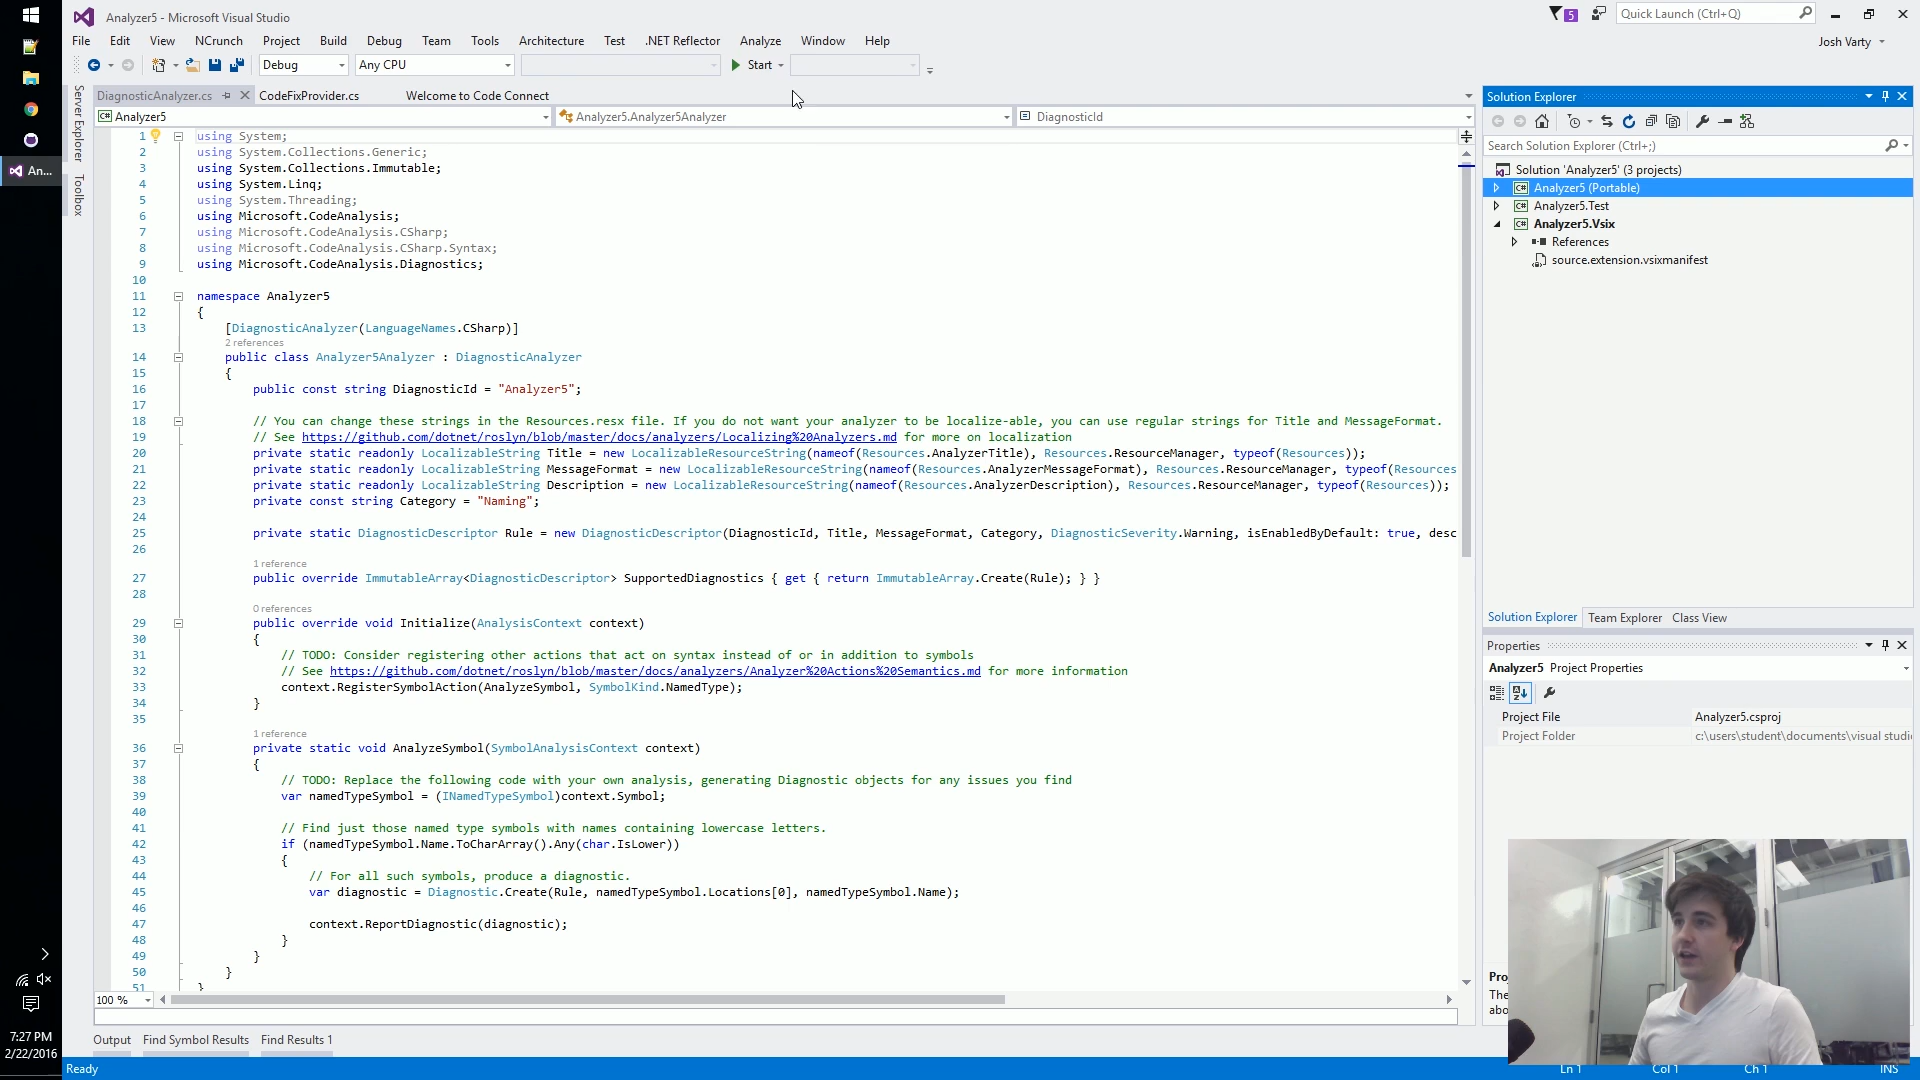 Analyzer5 - Microsoft Visual Studio
5
Quick Launch (Ctrl+Q)
File Edit View NCrunch Project Build Debug Team Tools Architecture Test .NET Reflector Analyze Window Help
Josh Varty
Debug Any CPU Start
Server Explorer
Toolbox
An...
DiagnosticAnalyzer.cs CodeFixProvider.cs Welcome to Code Connect
Analyzer5 Analyzer5.Analyzer5Analyzer DiagnosticId
1 using System;
2 using System.Collections.Generic;
3 using System.Collections.Immutable;
4 using System.Linq;
5 using System.Threading;
6 using Microsoft.CodeAnalysis;
7 using Microsoft.CodeAnalysis.CSharp;
8 using Microsoft.CodeAnalysis.CSharp.Syntax;
9 using Microsoft.CodeAnalysis.Diagnostics;
10
11 namespace Analyzer5
12 {
13 [DiagnosticAnalyzer(LanguageNames.CSharp)]
2 references
14 public class Analyzer5Analyzer : DiagnosticAnalyzer
15 {
16 public const string DiagnosticId = "Analyzer5";
17
18 // You can change these strings in the Resources.resx file. If you do not want your analyzer to be localize-able, you can use regular strings for Title and MessageFormat.
19 // See https://github.com/dotnet/roslyn/blob/master/docs/analyzers/Localizing%20Analyzers.md for more on localization
20 private static readonly LocalizableString Title = new LocalizableResourceString(nameof(Resources.AnalyzerTitle), Resources.ResourceManager, typeof(Resources));
21 private static readonly LocalizableString MessageFormat = new LocalizableResourceString(nameof(Resources.AnalyzerMessageFormat), Resources.ResourceManager, typeof(Resources
22 private static readonly LocalizableString Description = new LocalizableResourceString(nameof(Resources.AnalyzerDescription), Resources.ResourceManager, typeof(Resources));
23 private const string Category = "Naming";
24
25 private static DiagnosticDescriptor Rule = new DiagnosticDescriptor(DiagnosticId, Title, MessageFormat, Category, DiagnosticSeverity.Warning, isEnabledByDefault: true, desc
26
1 reference
27 public override ImmutableArray<DiagnosticDescriptor> SupportedDiagnostics { get { return ImmutableArray.Create(Rule); } }
28
0 references
29 public override void Initialize(AnalysisContext context)
30 {
31 // TODO: Consider registering other actions that act on syntax instead of or in addition to symbols
32 // See https://github.com/dotnet/roslyn/blob/master/docs/analyzers/Analyzer%20Actions%20Semantics.md for more information
33 context.RegisterSymbolAction(AnalyzeSymbol, SymbolKind.NamedType);
34 }
35
1 reference
36 private static void AnalyzeSymbol(SymbolAnalysisContext context)
37 {
38 // TODO: Replace the following code with your own analysis, generating Diagnostic objects for any issues you find
39 var namedTypeSymbol = (INamedTypeSymbol)context.Symbol;
40
41 // Find just those named type symbols with names containing lowercase letters.
42 if (namedTypeSymbol.Name.ToCharArray().Any(char.IsLower))
43 {
44 // For all such symbols, produce a diagnostic.
45 var diagnostic = Diagnostic.Create(Rule, namedTypeSymbol.Locations[0], namedTypeSymbol.Name);
46
47 context.ReportDiagnostic(diagnostic);
48 }
49 }
50 }
51 }
100 %
Output Find Symbol Results Find Results 1
Ready
Ln 1 Col 1 Ch 1 INS
7:27 PM
2/22/2016
Solution Explorer
Search Solution Explorer (Ctrl+;)
Solution 'Analyzer5' (3 projects)
Analyzer5 (Portable)
Analyzer5.Test
Analyzer5.Vsix
References
source.extension.vsixmanifest
Solution Explorer Team Explorer Class View
Properties
Analyzer5 Project Properties
Project File Analyzer5.csproj
Project Folder c:\users\student\documents\visual studi
Pro
The
abo